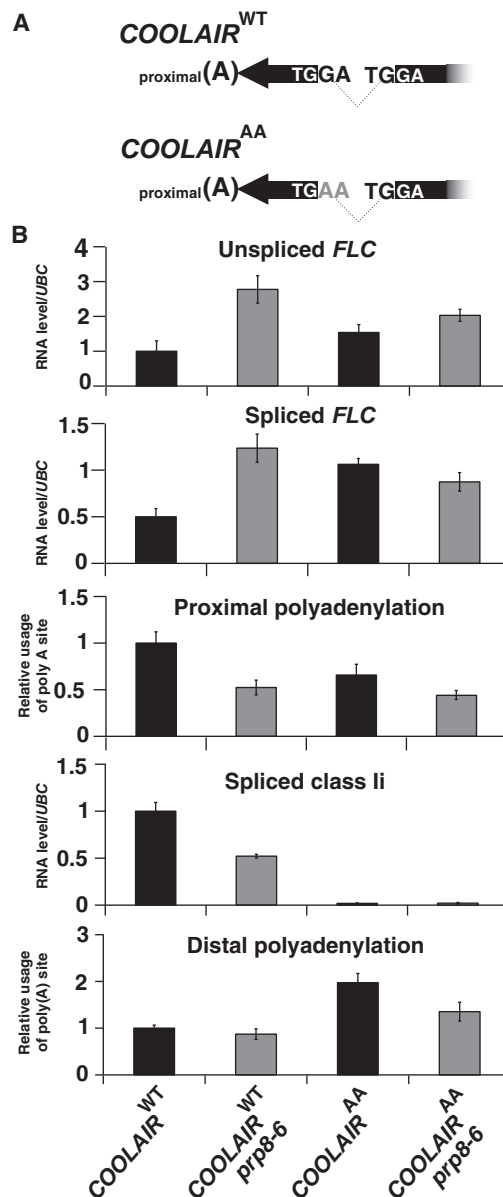 A
COOLAIR WT
proximal(A) TGGA TGGA
COOLAIR AA
proximal(A) TGAA TGGA
B
Unspliced FLC
RNA level/UBC
4
3
2
1
0
Spliced FLC
RNA level/UBC
1.5
1
0.5
0
Proximal polyadenylation
Relative usage
of poly A site
1.5
1
0.5
0
Spliced class Ii
RNA level/UBC
1.5
1
0.5
0
Distal polyadenylation
Relative usage
of poly(A) site
3
2
1
0
COOLAIR WT
COOLAIR WT
prp8-6
COOLAIR AA
COOLAIR AA
prp8-6